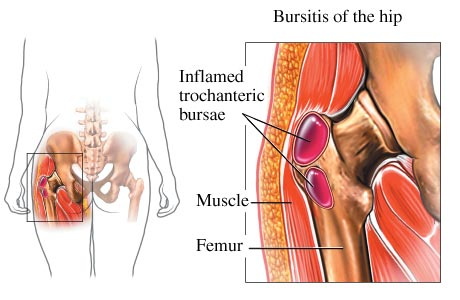 Bursitis of the hip
Inflamed
trochanteric
bursae
Muscle
Femur